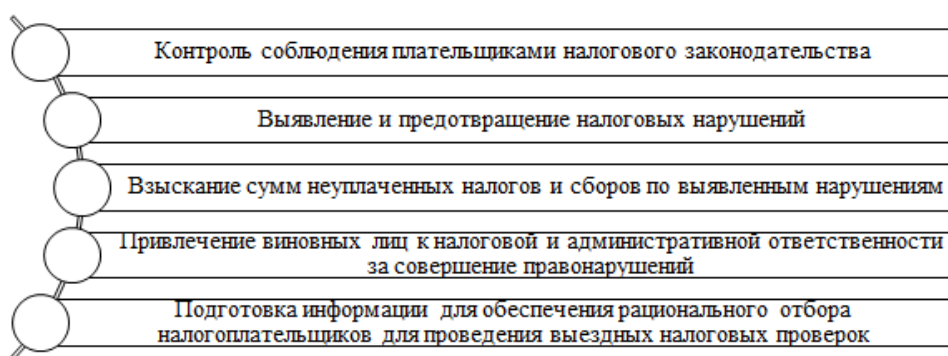 Контроль соблюдения плательщиками налогового законодательства
Выявление и предотвращение налоговых нарушений
Взыскание сумм неуплаченных налогов и сборов по выявленным нарушениям
Привлечение виновных лиц к налоговой и административной ответственности
за совершение правонарушений
Подготовка информации для обеспечения рационального отбора
налогоплательщиков для проведения выездных налоговых проверок